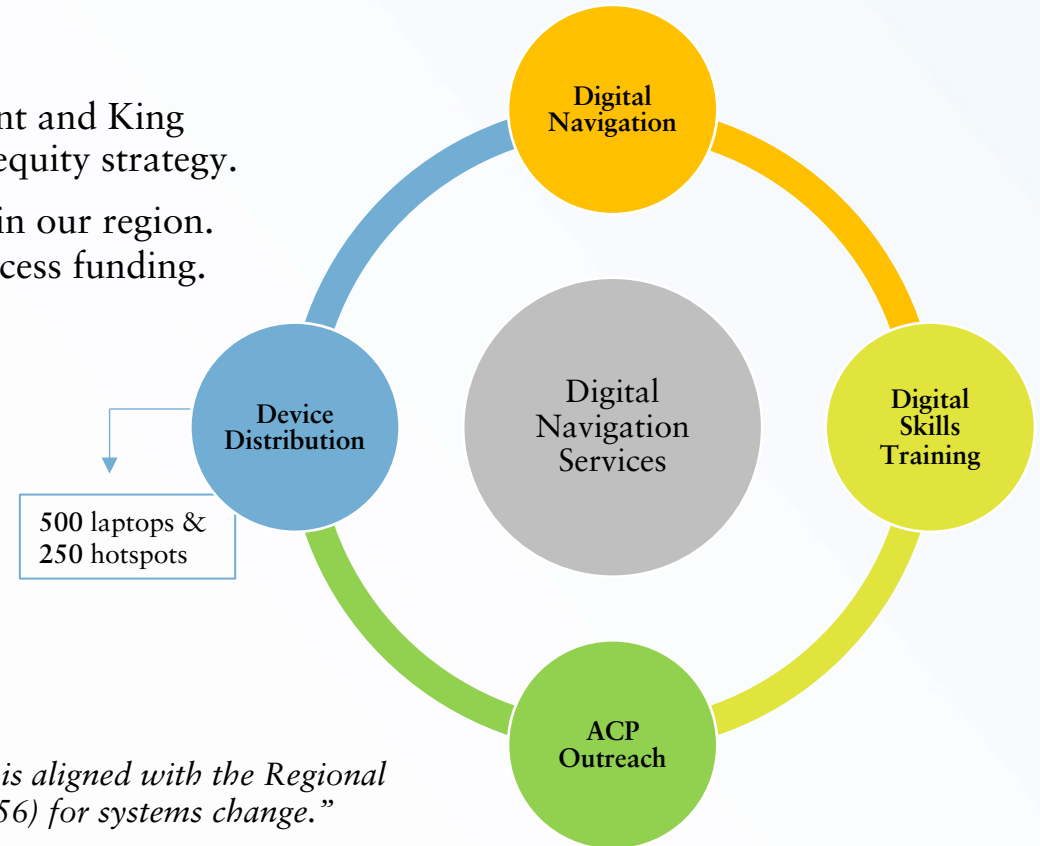 nt and King
equity strategy.
in our region.
cess funding.
Digital
Navigation
Digital
Navigation
Services
Device
Distribution
Digital
Skills
Training
500 laptops &
250 hotspots
ACP
Outreach
is aligned with the Regional
56) for systems change.”